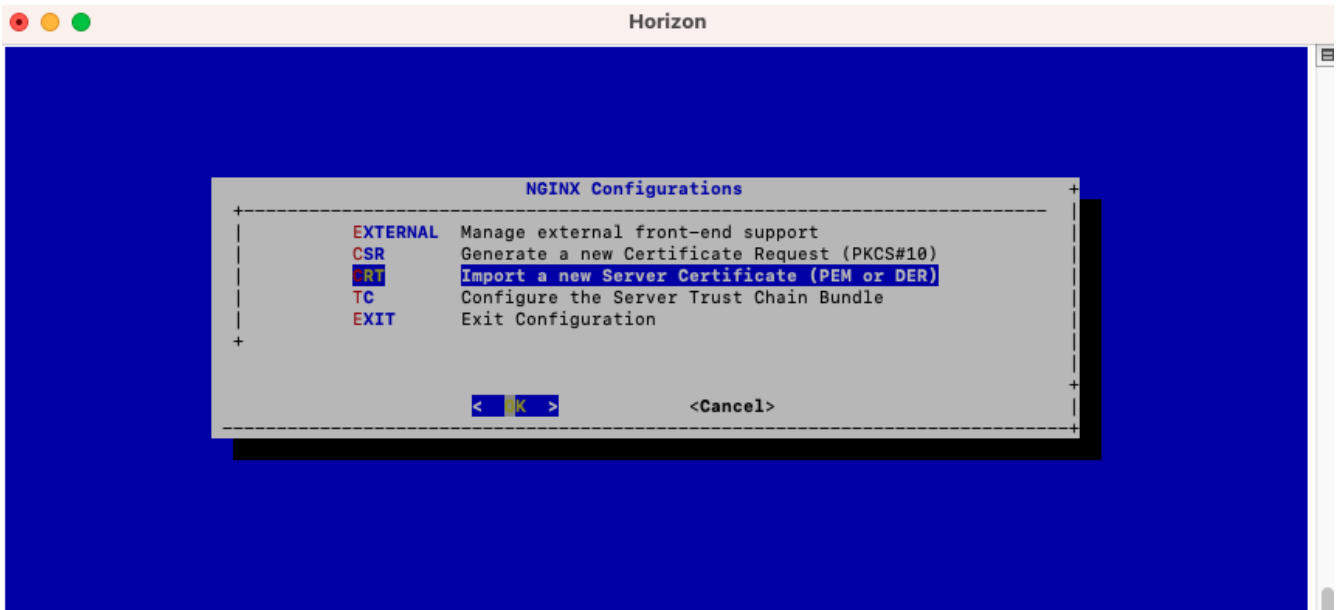 Horizon
NGINX Configurations
EXTERNAL Manage external front-end support
CSR Generate a new Certificate Request (PKCS#10)
CRT Import a new Server Certificate (PEM or DER)
TC Configure the Server Trust Chain Bundle
EXIT Exit Configuration
< OK > <Cancel>